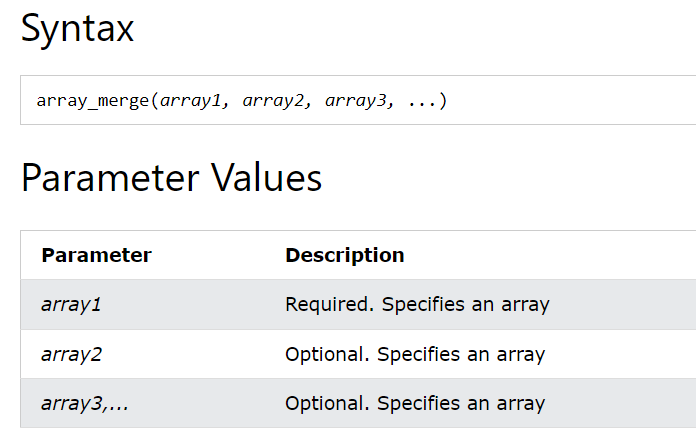 Syntax
array_merge(array1, array2, array3, ...)
Parameter Values
Parameter Description
array1 Required. Specifies an array
array2 Optional. Specifies an array
array3,... Optional. Specifies an array